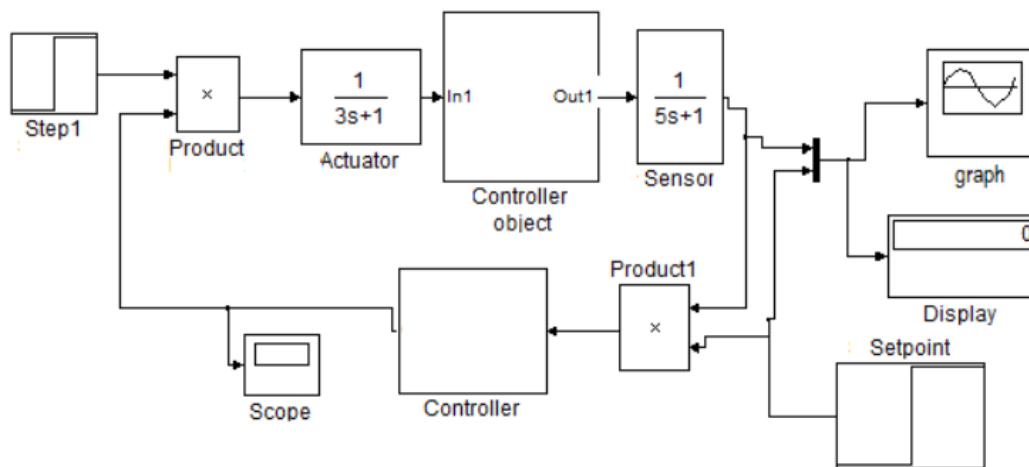 Step1
×
Product
1
3s+1
Actuator
In1
Out1
Controller
object
1
5s+1
Sensor
graph
0
Display
Product1
×
Controller
Scope
Setpoint